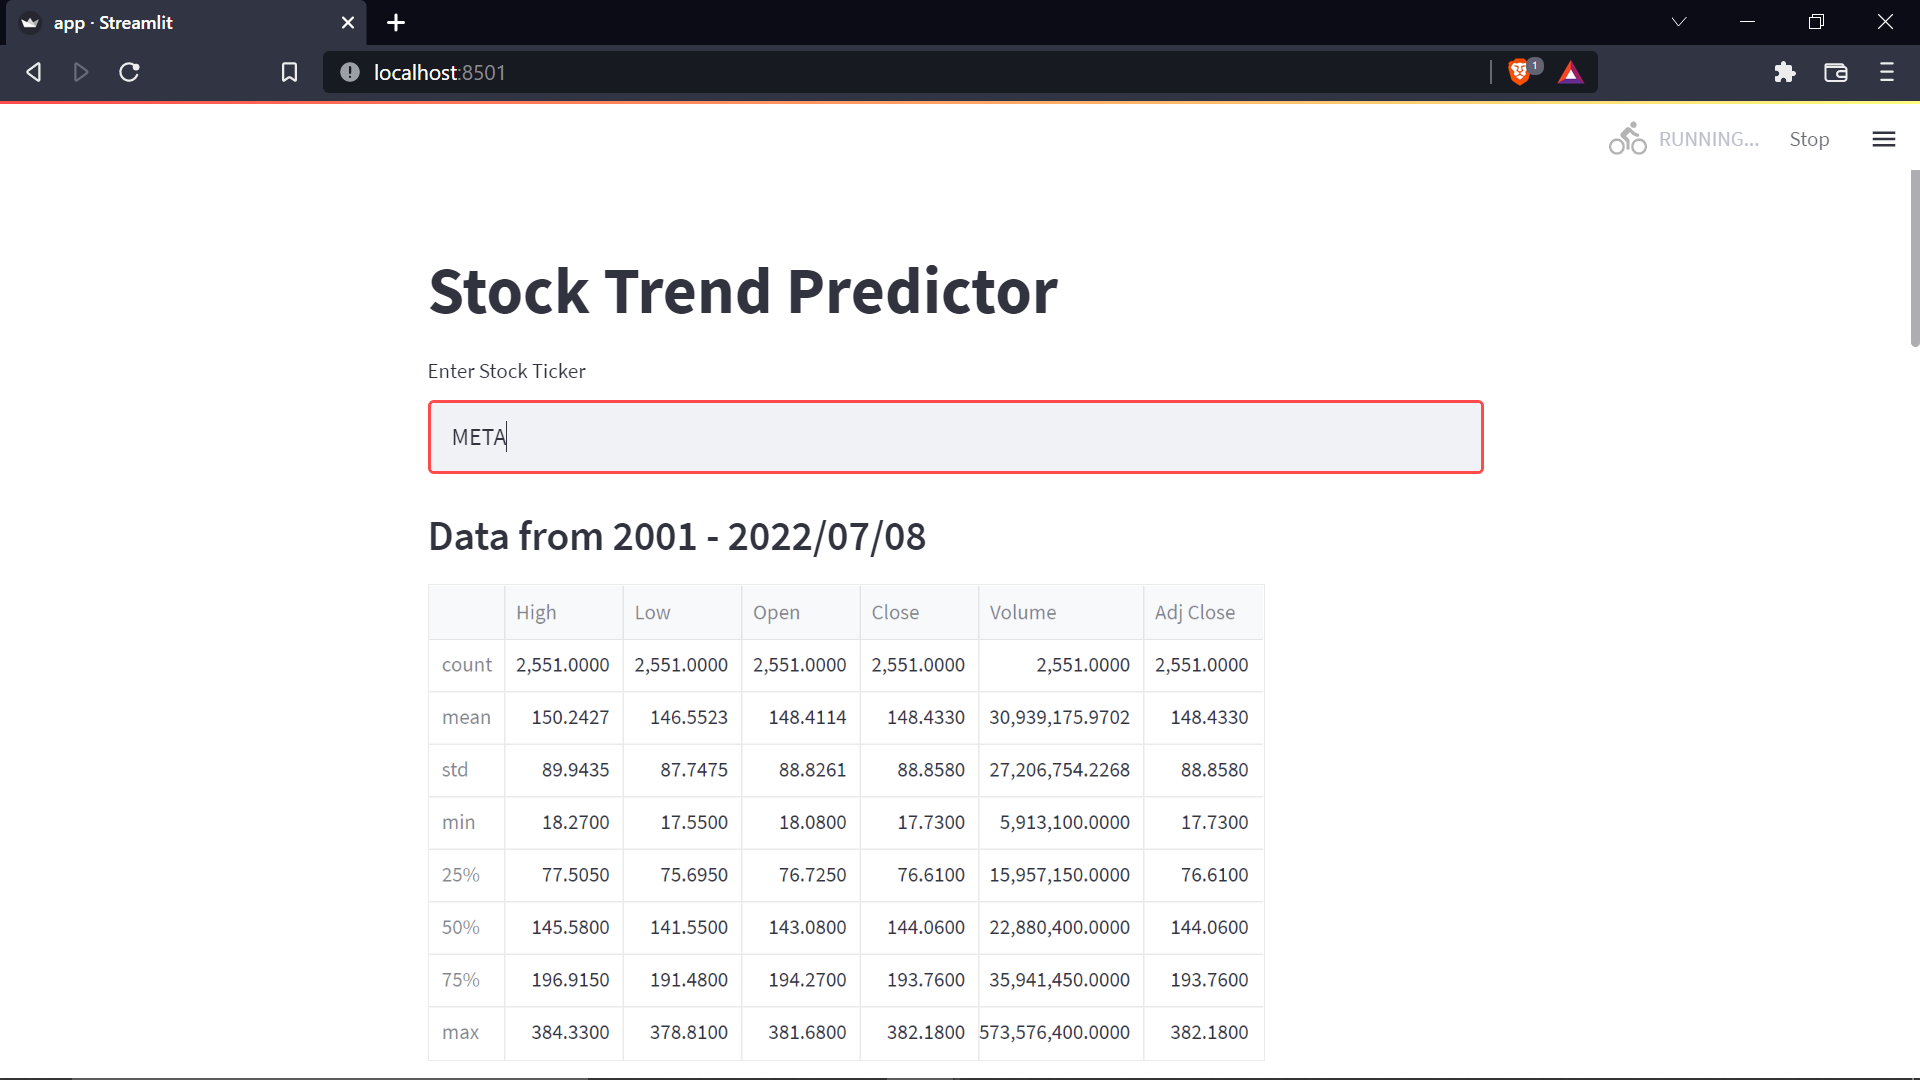 app · Streamlit
localhost:8501
1
RUNNING...
Stop
Stock Trend Predictor
Enter Stock Ticker
META
Data from 2001 - 2022/07/08
High Low Open Close Volume Adj Close
count 2,551.0000 2,551.0000 2,551.0000 2,551.0000 2,551.0000 2,551.0000
mean 150.2427 146.5523 148.4114 148.4330 30,939,175.9702 148.4330
std 89.9435 87.7475 88.8261 88.8580 27,206,754.2268 88.8580
min 18.2700 17.5500 18.0800 17.7300 5,913,100.0000 17.7300
25% 77.5050 75.6950 76.7250 76.6100 15,957,150.0000 76.6100
50% 145.5800 141.5500 143.0800 144.0600 22,880,400.0000 144.0600
75% 196.9150 191.4800 194.2700 193.7600 35,941,450.0000 193.7600
max 384.3300 378.8100 381.6800 382.1800 573,576,400.0000 382.1800